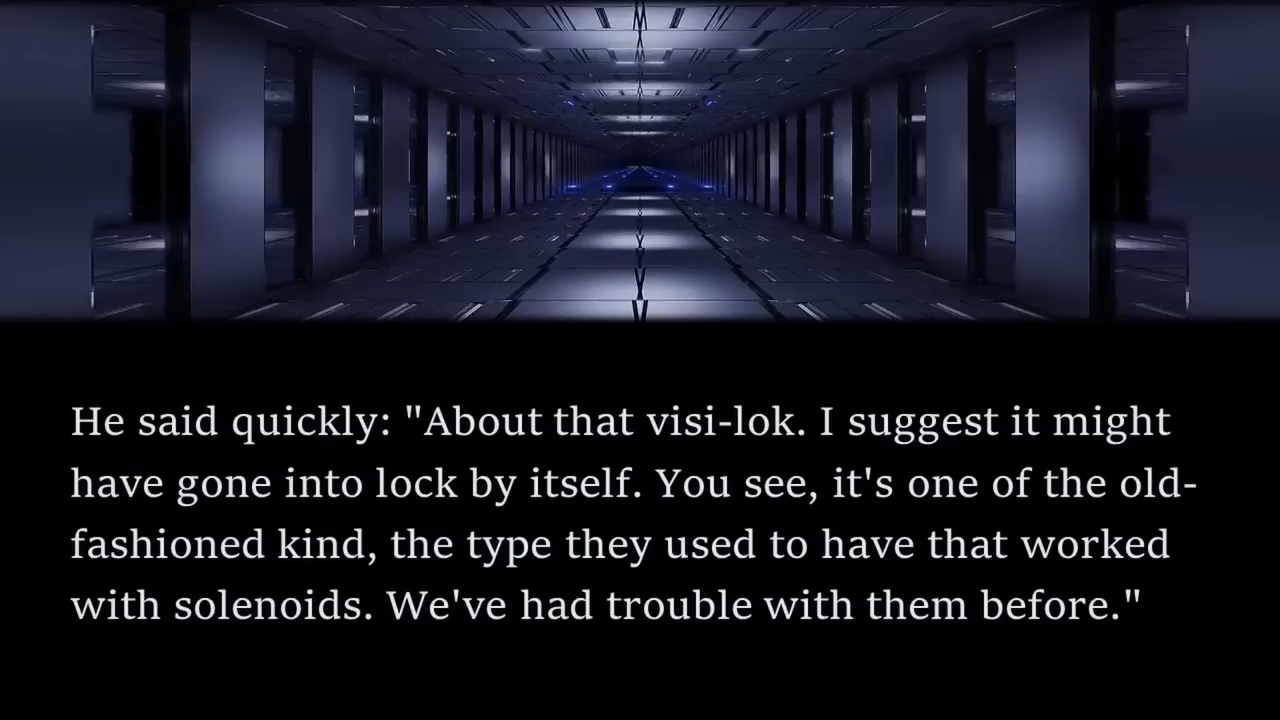 He said quickly: "About that visi-lok. I suggest it might
have gone into lock by itself. You see, it's one of the old-
fashioned kind, the type they used to have that worked
with solenoids. We've had trouble with them before."